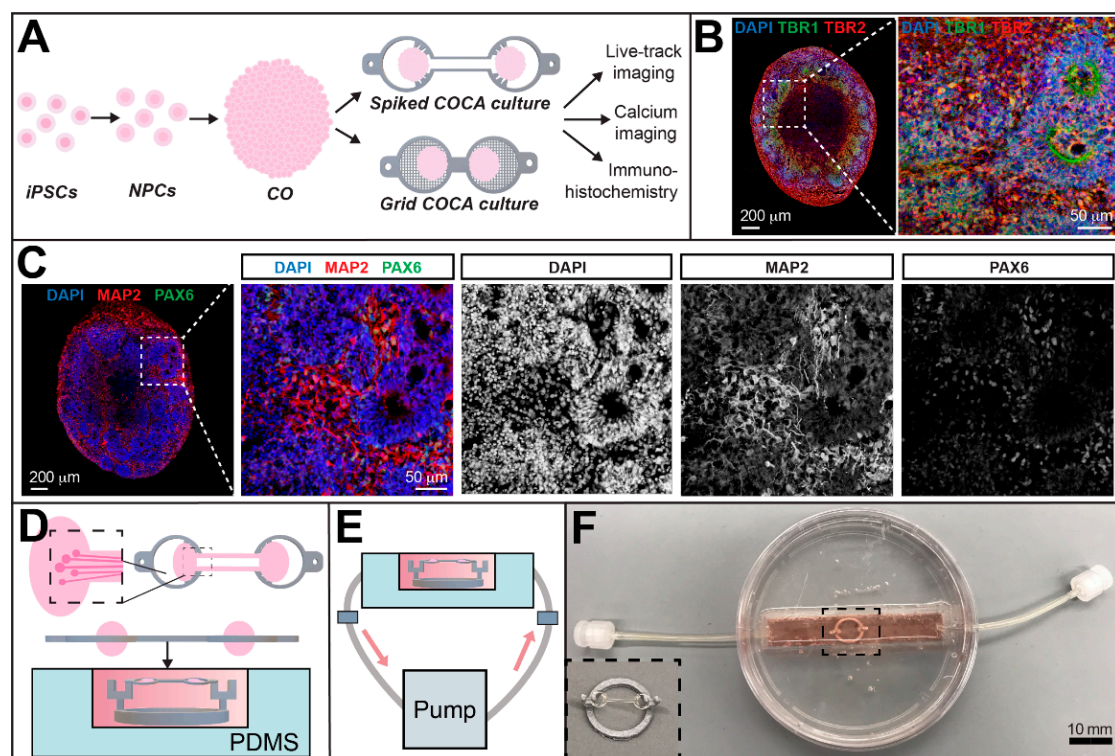 A
iPSCs
NPCs
CO
Spiked COCA culture
Grid COCA culture
Live-track
imaging
Calcium
imaging
Immuno-
histochemistry
B
DAPI TBR1 TBR2
200 μm
DAPI TBR1 TBR2
50 μm
C
DAPI MAP2 PAX6
200 μm
DAPI MAP2 PAX6
50 μm
DAPI
MAP2
PAX6
D
PDMS
E
Pump
F
10 mm